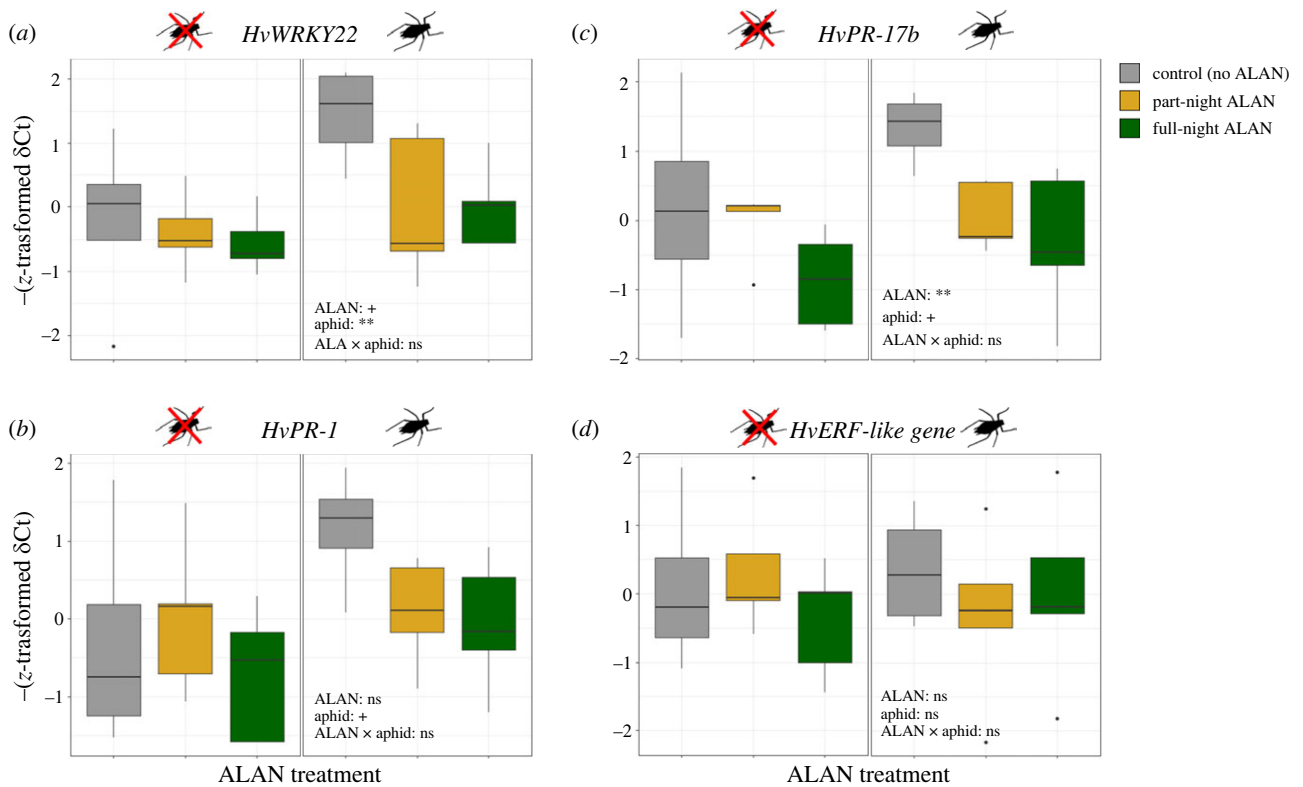 (a) HvWRKY22
−(z-trasformed δCt)
2
1
0
−1
−2
ALAN: +
aphid: **
ALA × aphid: ns
(c) HvPR-17b
2
1
0
−1
−2
ALAN: **
aphid: +
ALAN × aphid: ns
control (no ALAN)
part-night ALAN
full-night ALAN
(b) HvPR-1
−(z-trasformed δCt)
2
1
0
−1
ALAN: ns
aphid: +
ALAN × aphid: ns
ALAN treatment
(d) HvERF-like gene
2
1
0
−1
−2
ALAN: ns
aphid: ns
ALAN × aphid: ns
ALAN treatment